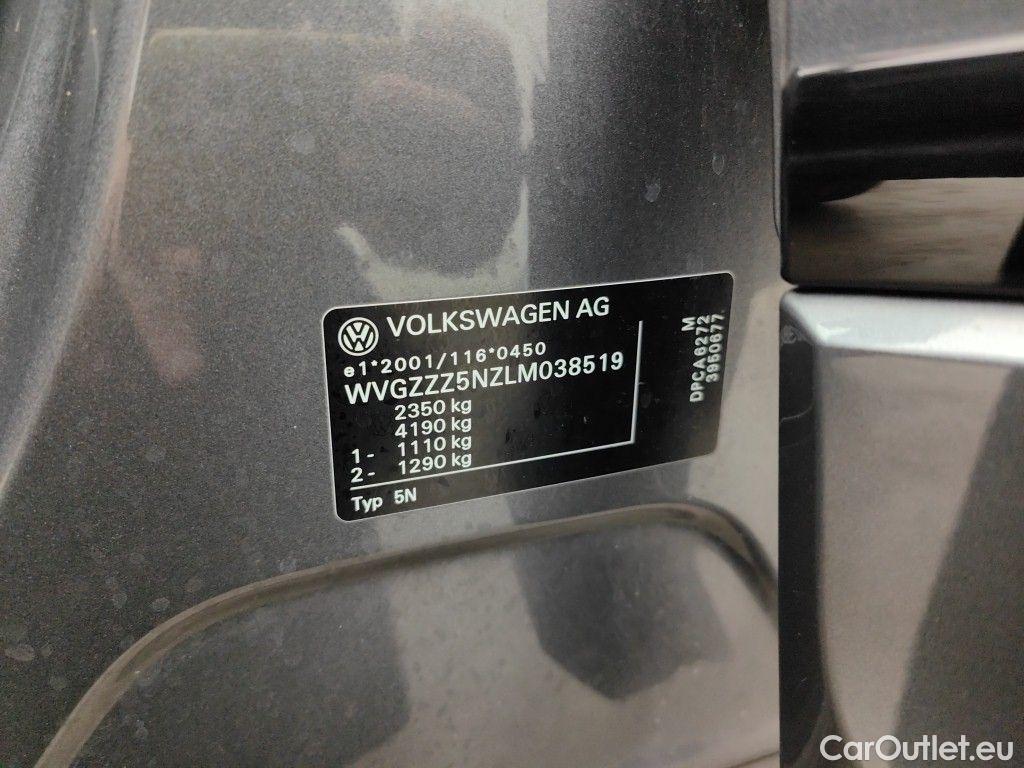 VOLKSWAGEN AG
e1*2001/116*0450
WVGZZZ5NZLM038519
2350 kg
4190 kg
1- 1110 kg
2- 1290 kg
Typ 5N
M
DPCA6272
3950677
CarOutlet.eu